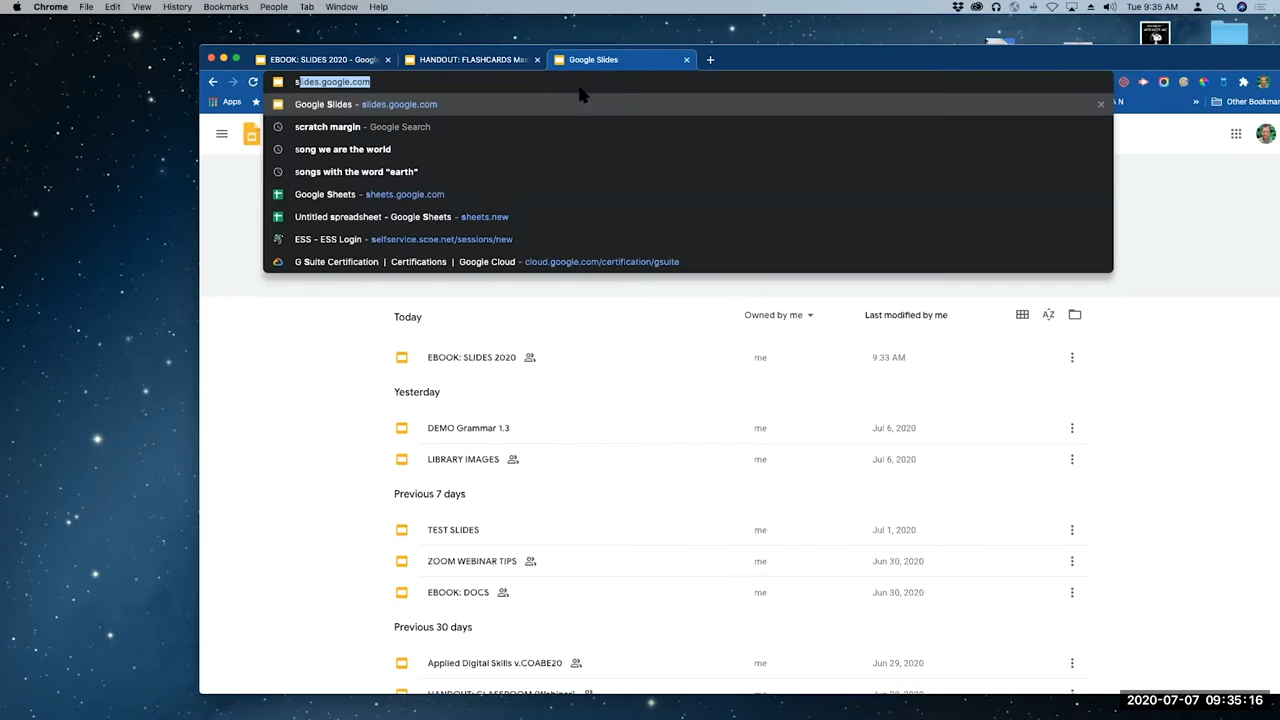 Chrome File Edit View History Bookmarks People Tab Window Help
Tue 9:35 AM
EBOOK: SLIDES 2020 - Google
HANDOUT: FLASHCARDS Mas
Google Slides
slides.google.com
Apps
A N
Other Bookmar
Google Slides - slides.google.com
scratch margin - Google Search
song we are the world
songs with the word "earth"
Google Sheets - sheets.google.com
Untitled spreadsheet - Google Sheets - sheets.new
ESS - ESS Login - selfservice.scoe.net/sessions/new
G Suite Certification | Certifications | Google Cloud - cloud.google.com/certification/gsuite
Today Owned by me Last modified by me
EBOOK: SLIDES 2020 me 9:33 AM
Yesterday
DEMO Grammar 1.3 me Jul 6, 2020
LIBRARY IMAGES me Jul 6, 2020
Previous 7 days
TEST SLIDES me Jul 1, 2020
ZOOM WEBINAR TIPS me Jun 30, 2020
EBOOK: DOCS me Jun 30, 2020
Previous 30 days
Applied Digital Skills v.COABE20 me Jun 29, 2020
HANDOUT: CLASSROOM (Webinar)
2020-07-07 09:35:16